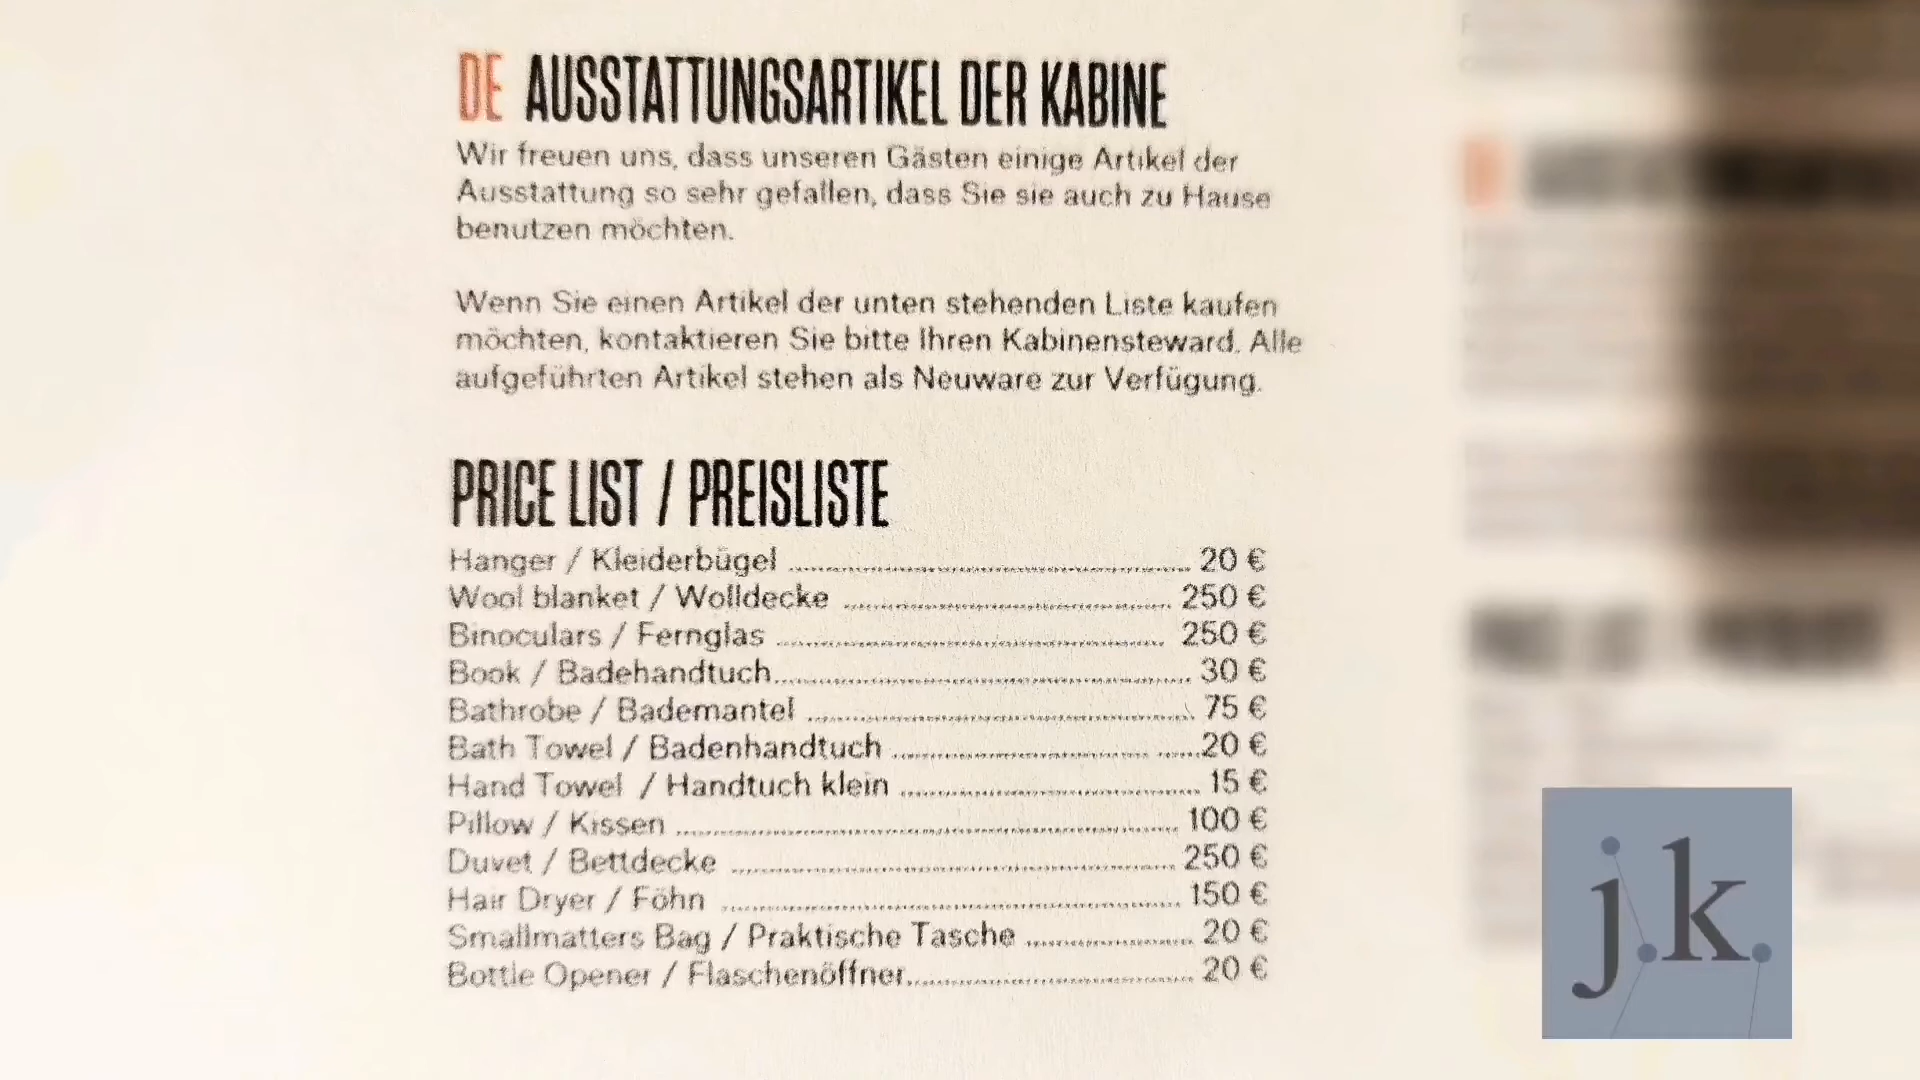 DE AUSSTATTUNGSARTIKEL DER KABINE
Wir freuen uns, dass unseren Gästen einige Artikel der
Ausstattung so sehr gefallen, dass Sie sie auch zu Hause
benutzen möchten.
Wenn Sie einen Artikel der unten stehenden Liste kaufen
möchten, kontaktieren Sie bitte Ihren Kabinensteward. Alle
aufgeführten Artikel stehen als Neuware zur Verfügung.
PRICE LIST / PREISLISTE
Hanger / Kleiderbügel 20 €
Wool blanket / Wolldecke 250 €
Binoculars / Fernglas 250 €
Book / Badehandtuch 30 €
Bathrobe / Bademantel 75 €
Bath Towel / Badenhandtuch 20 €
Hand Towel / Handtuch klein 15 €
Pillow / Kissen 100 €
Duvet / Bettdecke 250 €
Hair Dryer / Föhn 150 €
Smallmatters Bag / Praktische Tasche 20 €
Bottle Opener / Flaschenöffner 20 €
j.k.